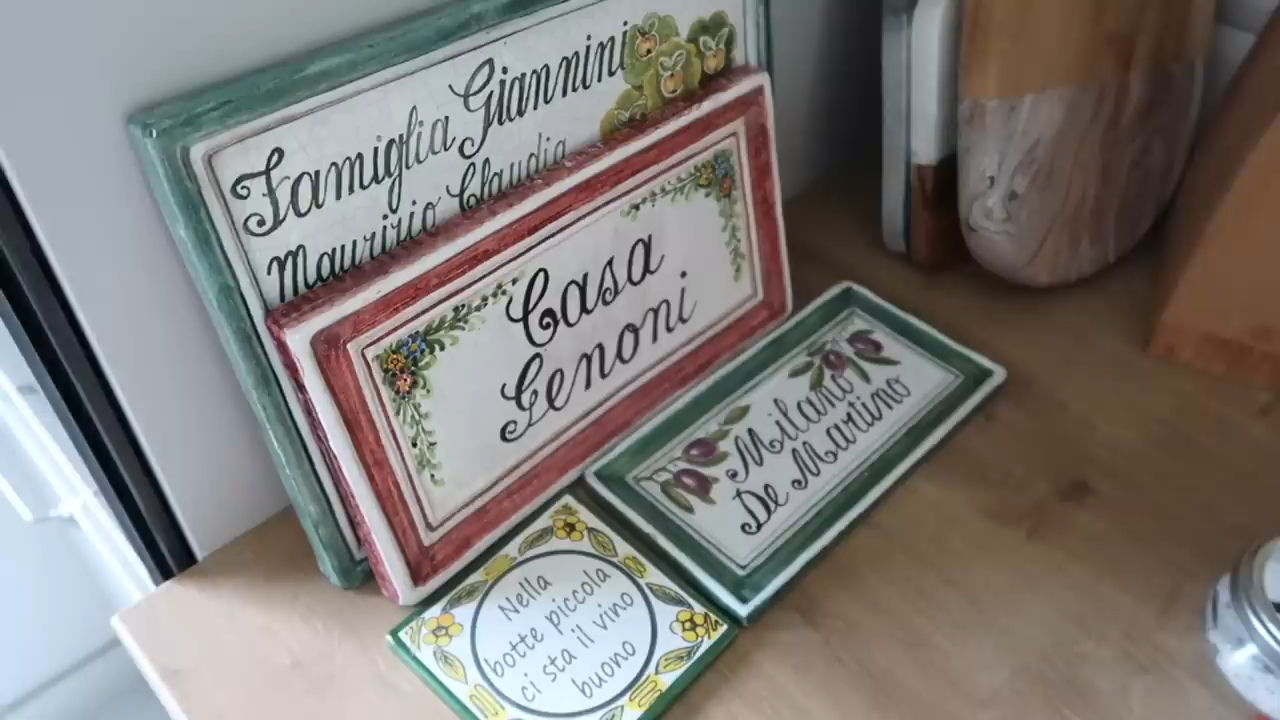 Famiglia Giannini
Maurizio Claudia
Casa
Genoni
Milano
De Martino
Nella
botte piccola
ci sta il vino
buono